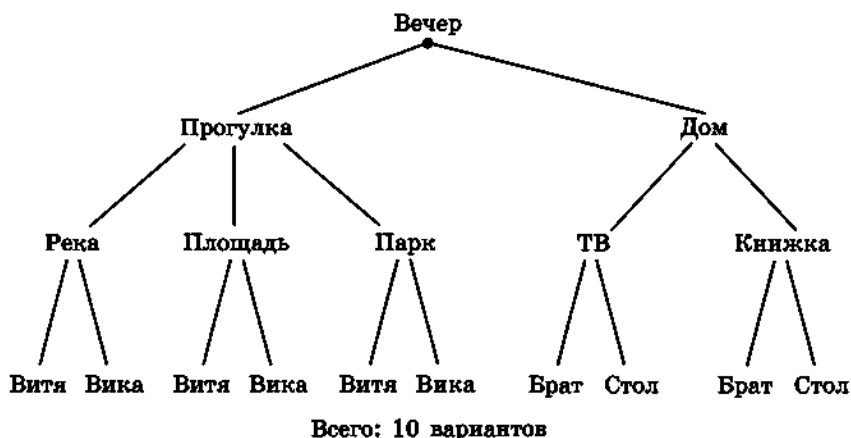 Вечер
Прогулка Дом
Река Площадь Парк ТВ Книжка
Витя Вика Витя Вика Витя Вика Брат Стол Брат Стол
Всего: 10 вариантов